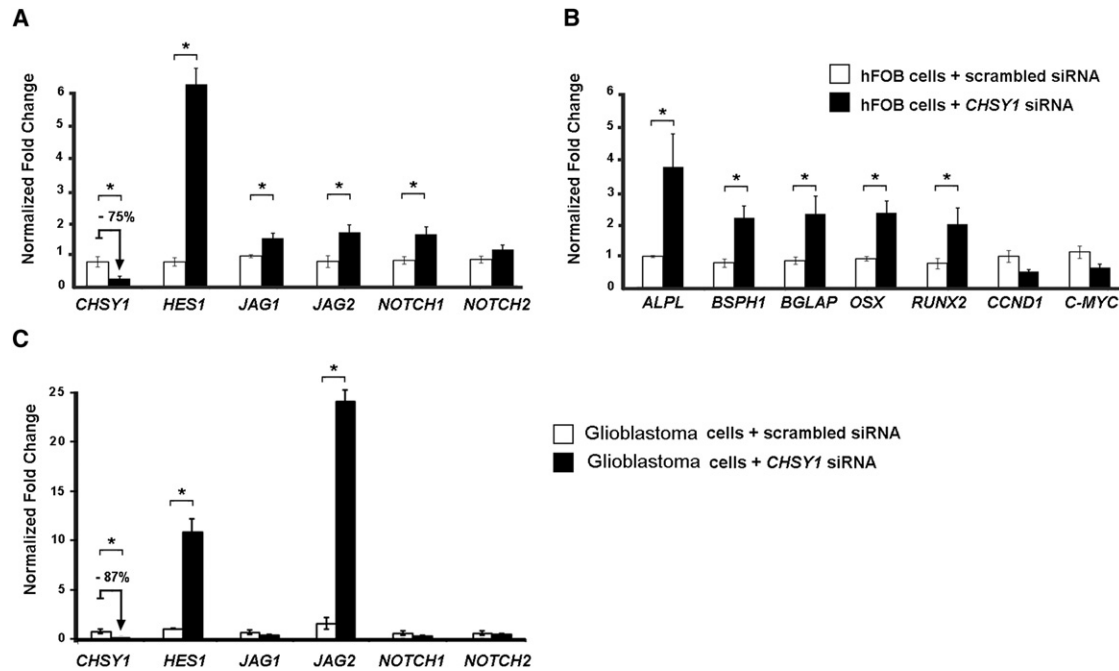 A
Normalized Fold Change
6
4
3
2
1
0
*
*
*
*
*
- 75%
CHSY1 HES1 JAG1 JAG2 NOTCH1 NOTCH2
B
hFOB cells + scrambled siRNA
hFOB cells + CHSY1 siRNA
Normalized Fold Change
6
5
4
3
2
1
0
*
*
*
*
*
ALPL BSPH1 BGLAP OSX RUNX2 CCND1 C-MYC
C
Normalized Fold Change
25
20
15
10
5
0
*
*
*
- 87%
CHSY1 HES1 JAG1 JAG2 NOTCH1 NOTCH2
Glioblastoma cells + scrambled siRNA
Glioblastoma cells + CHSY1 siRNA